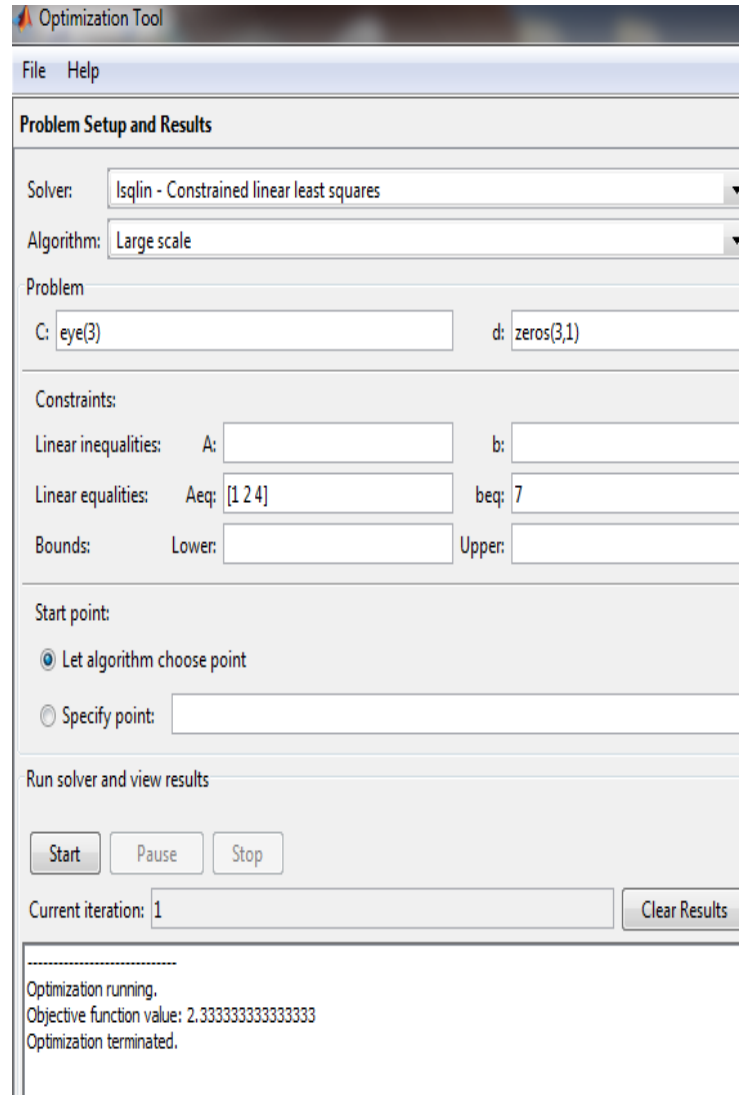 Optimization Tool
File Help
Problem Setup and Results
Solver: lsqlin - Constrained linear least squares
Algorithm: Large scale
Problem
C: eye(3) d: zeros(3,1)
Constraints:
Linear inequalities: A: b:
Linear equalities: Aeq: [1 2 4] beq: 7
Bounds: Lower: Upper:
Start point:
Let algorithm choose point
Specify point:
Run solver and view results
Start Pause Stop
Current iteration: 1 Clear Results
-----------------------------
Optimization running.
Objective function value: 2.333333333333333
Optimization terminated.